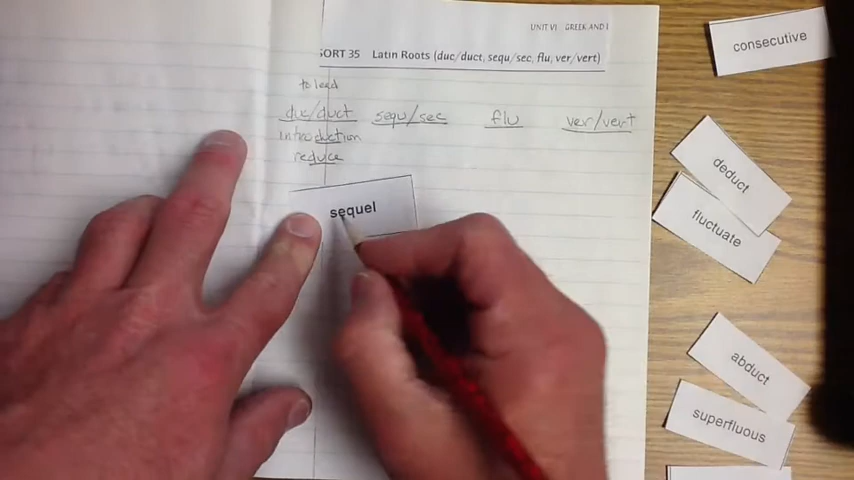 UNIT VI GREEK AND
SORT 35 Latin Roots (duc/duct, sequ/sec, flu, ver/vert)
to lead
duc/duct sequ/sec flu ver/vert
introduction
reduce
sequel
consecutive
deduct
fluctuate
abduct
superfluous